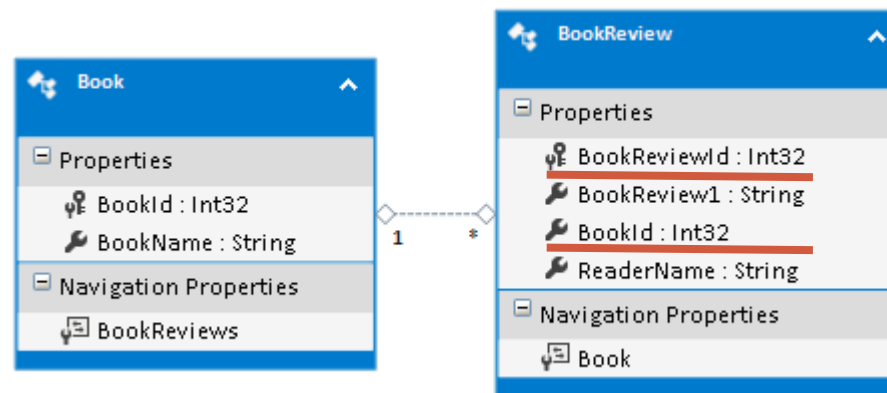 Book
Properties
BookId : Int32
BookName : String
Navigation Properties
BookReviews
1
*
BookReview
Properties
BookReviewId : Int32
BookReview1 : String
BookId : Int32
ReaderName : String
Navigation Properties
Book